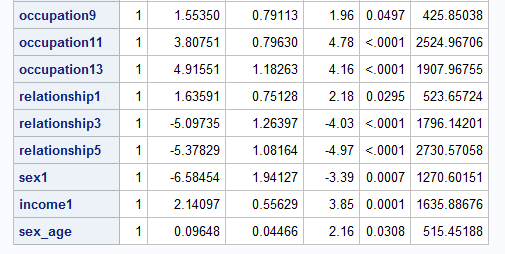 occupation9 1 1.55350 0.79113 1.96 0.0497 425.85038
occupation11 1 3.80751 0.79630 4.78 <.0001 2524.96706
occupation13 1 4.91551 1.18263 4.16 <.0001 1907.96755
relationship1 1 1.63591 0.75128 2.18 0.0295 523.65724
relationship3 1 -5.09735 1.26397 -4.03 <.0001 1796.14201
relationship5 1 -5.37829 1.08164 -4.97 <.0001 2730.57058
sex1 1 -6.58454 1.94127 -3.39 0.0007 1270.60151
income1 1 2.14097 0.55629 3.85 0.0001 1635.88676
sex_age 1 0.09648 0.04466 2.16 0.0308 515.45188